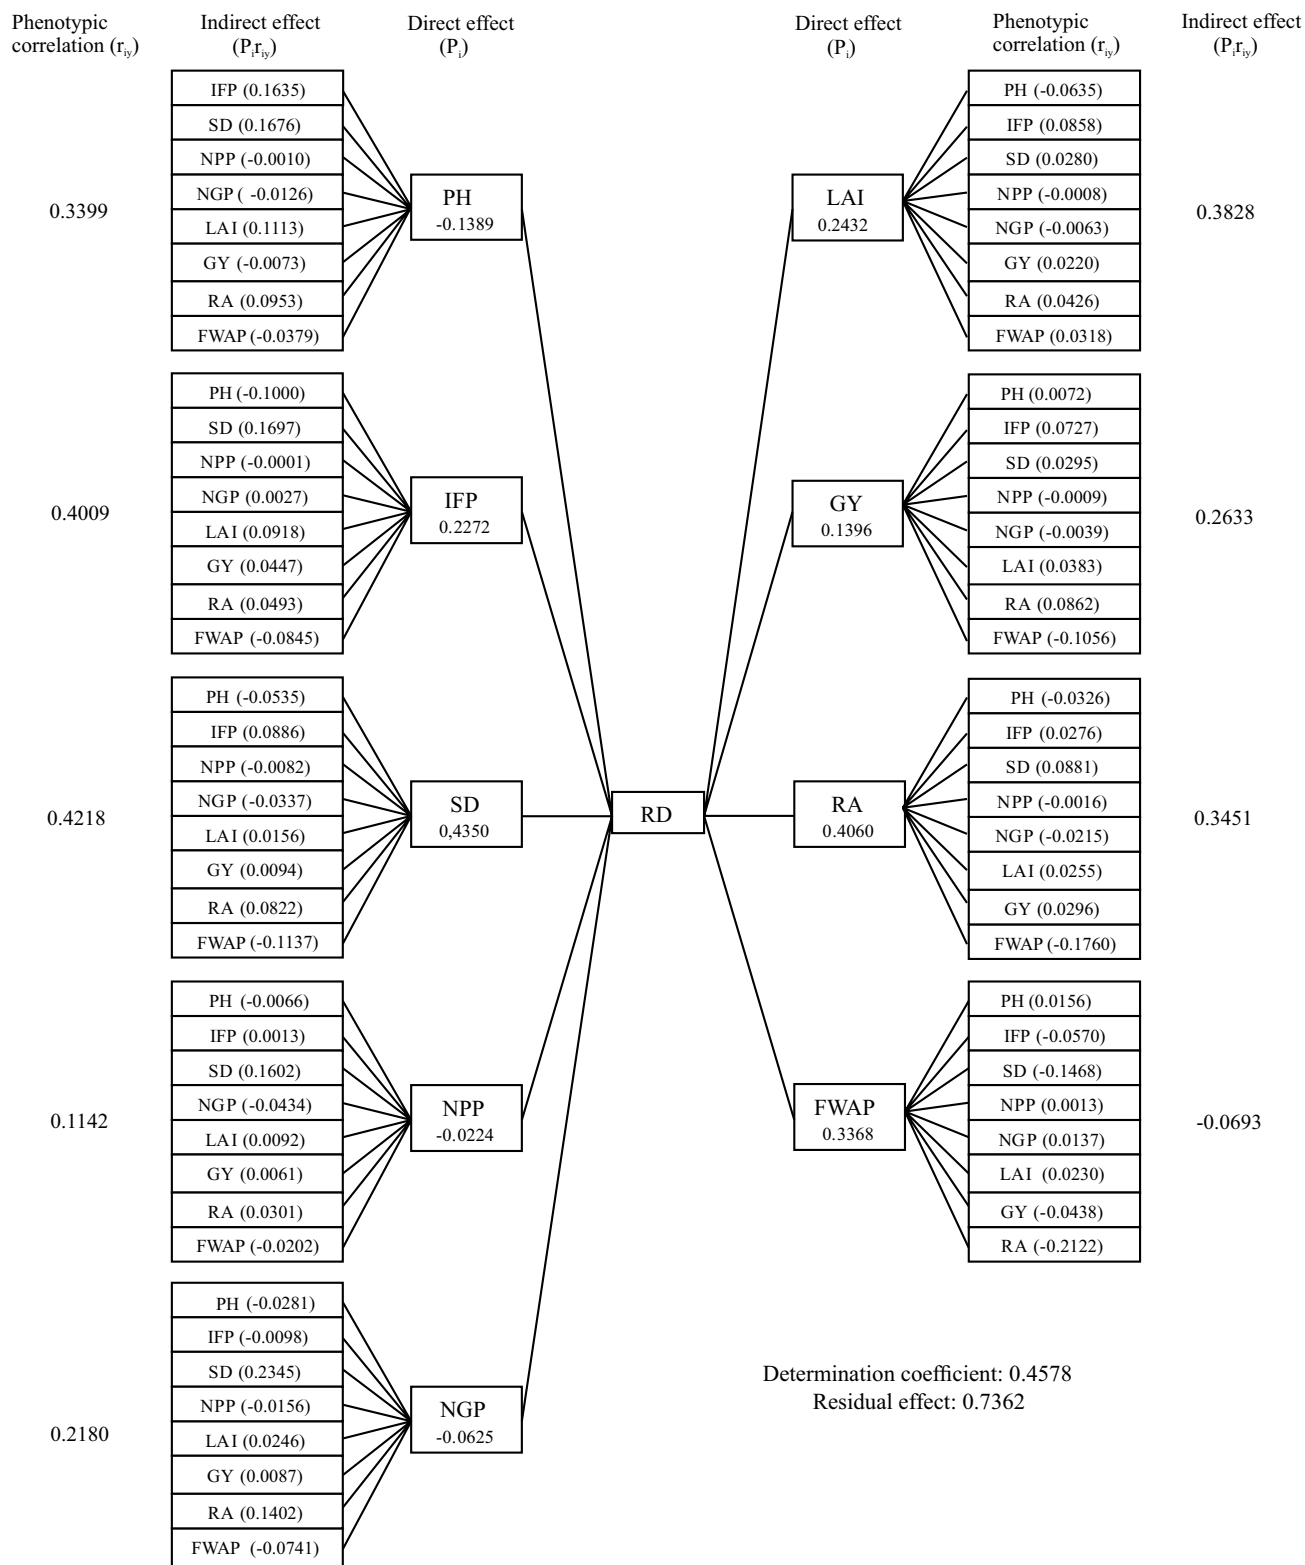 Phenotypic
correlation (r_iy)
Indirect effect
(P_ir_iy)
Direct effect
(P_i)
Direct effect
(P_i)
Phenotypic
correlation (r_iy)
Indirect effect
(P_ir_iy)
0.3399
IFP (0.1635)
SD (0.1676)
NPP (-0.0010)
NGP ( -0.0126)
LAI (0.1113)
GY (-0.0073)
RA (0.0953)
FWAP (-0.0379)
PH
-0.1389
0.4009
PH (-0.1000)
SD (0.1697)
NPP (-0.0001)
NGP (0.0027)
LAI (0.0918)
GY (0.0447)
RA (0.0493)
FWAP (-0.0845)
IFP
0.2272
0.4218
PH (-0.0535)
IFP (0.0886)
NPP (-0.0082)
NGP (-0.0337)
LAI (0.0156)
GY (0.0094)
RA (0.0822)
FWAP (-0.1137)
SD
0,4350
0.1142
PH (-0.0066)
IFP (0.0013)
SD (0.1602)
NGP (-0.0434)
LAI (0.0092)
GY (0.0061)
RA (0.0301)
FWAP (-0.0202)
NPP
-0.0224
0.2180
PH (-0.0281)
IFP (-0.0098)
SD (0.2345)
NPP (-0.0156)
LAI (0.0246)
GY (0.0087)
RA (0.1402)
FWAP (-0.0741)
NGP
-0.0625
RD
LAI
0.2432
PH (-0.0635)
IFP (0.0858)
SD (0.0280)
NPP (-0.0008)
NGP (-0.0063)
GY (0.0220)
RA (0.0426)
FWAP (0.0318)
0.3828
GY
0.1396
PH (0.0072)
IFP (0.0727)
SD (0.0295)
NPP (-0.0009)
NGP (-0.0039)
LAI (0.0383)
RA (0.0862)
FWAP (-0.1056)
0.2633
RA
0.4060
PH (-0.0326)
IFP (0.0276)
SD (0.0881)
NPP (-0.0016)
NGP (-0.0215)
LAI (0.0255)
GY (0.0296)
FWAP (-0.1760)
0.3451
FWAP
0.3368
PH (0.0156)
IFP (-0.0570)
SD (-0.1468)
NPP (0.0013)
NGP (0.0137)
LAI (0.0230)
GY (-0.0438)
RA (-0.2122)
-0.0693
Determination coefficient: 0.4578
Residual effect: 0.7362